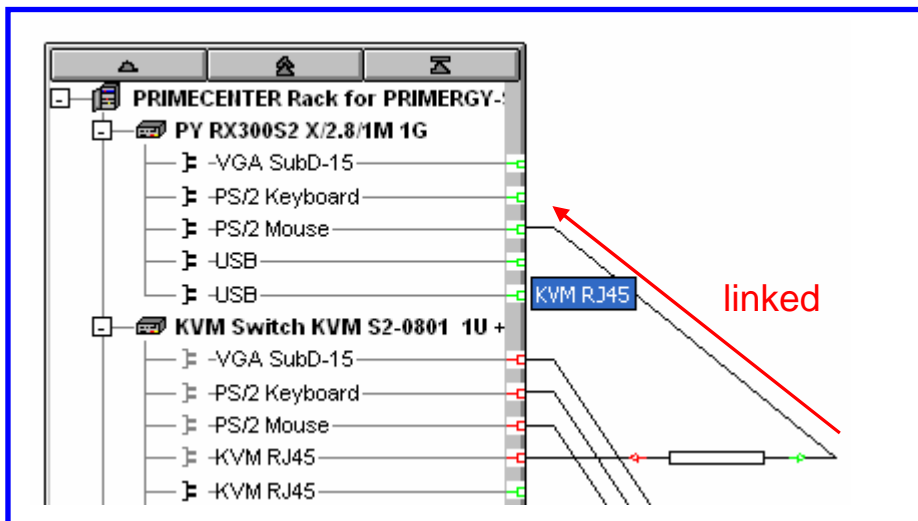 PRIMECENTER Rack for PRIMERGY-
PY RX300S2 X/2.8/1M 1G
-VGA SubD-15
-PS/2 Keyboard
-PS/2 Mouse
-USB
-USB
KVM RJ45
linked
KVM Switch KVM S2-0801 1U +
-VGA SubD-15
-PS/2 Keyboard
-PS/2 Mouse
-KVM RJ45
-KVM RJ45